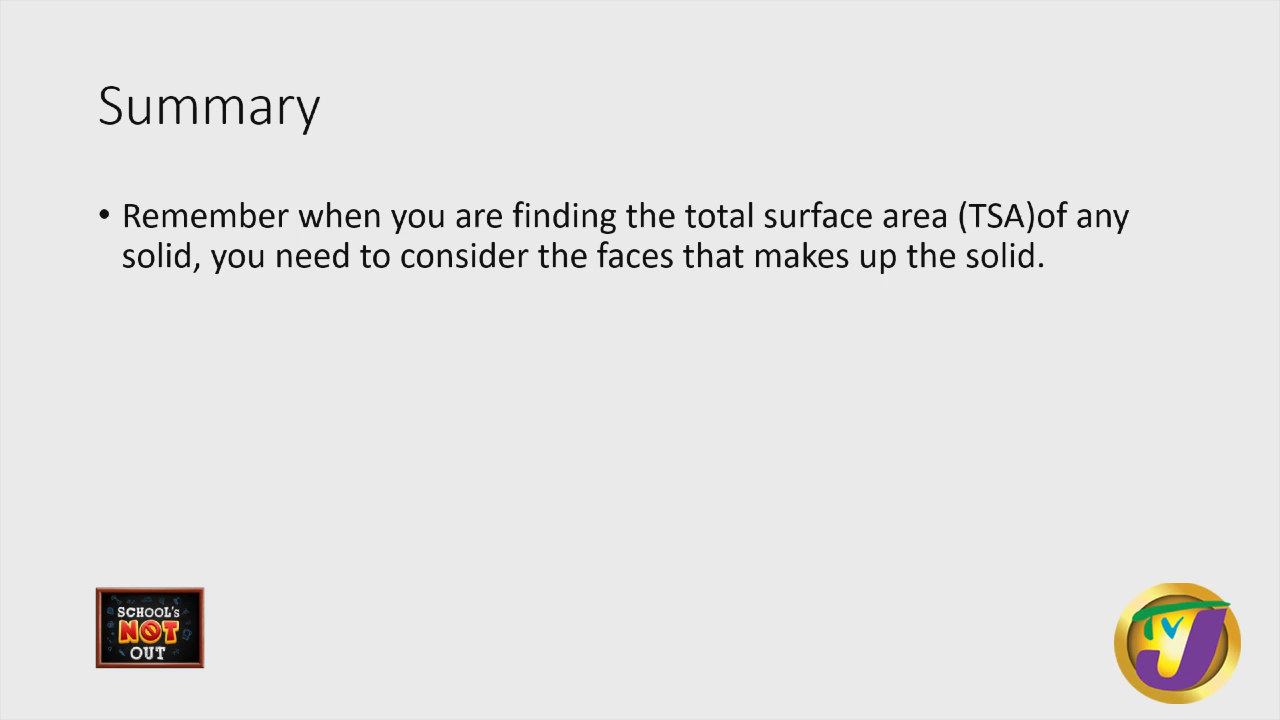 Summary
• Remember when you are finding the total surface area (TSA)of any
solid, you need to consider the faces that makes up the solid.
SCHOOL's
NOT
OUT
TVJ